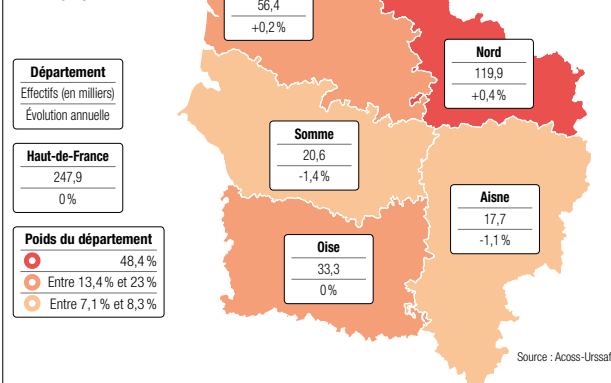 56,4
+0,2 %
Nord
119,9
+0,4 %
Département
Effectifs (en milliers)
Évolution annuelle
Somme
20,6
-1,4 %
Haut-de-France
247,9
0 %
Aisne
17,7
-1,1 %
Poids du département
48,4 %
Entre 13,4 % et 23 %
Entre 7,1 % et 8,3 %
Oise
33,3
0 %
Source : Acoss-Urssaf